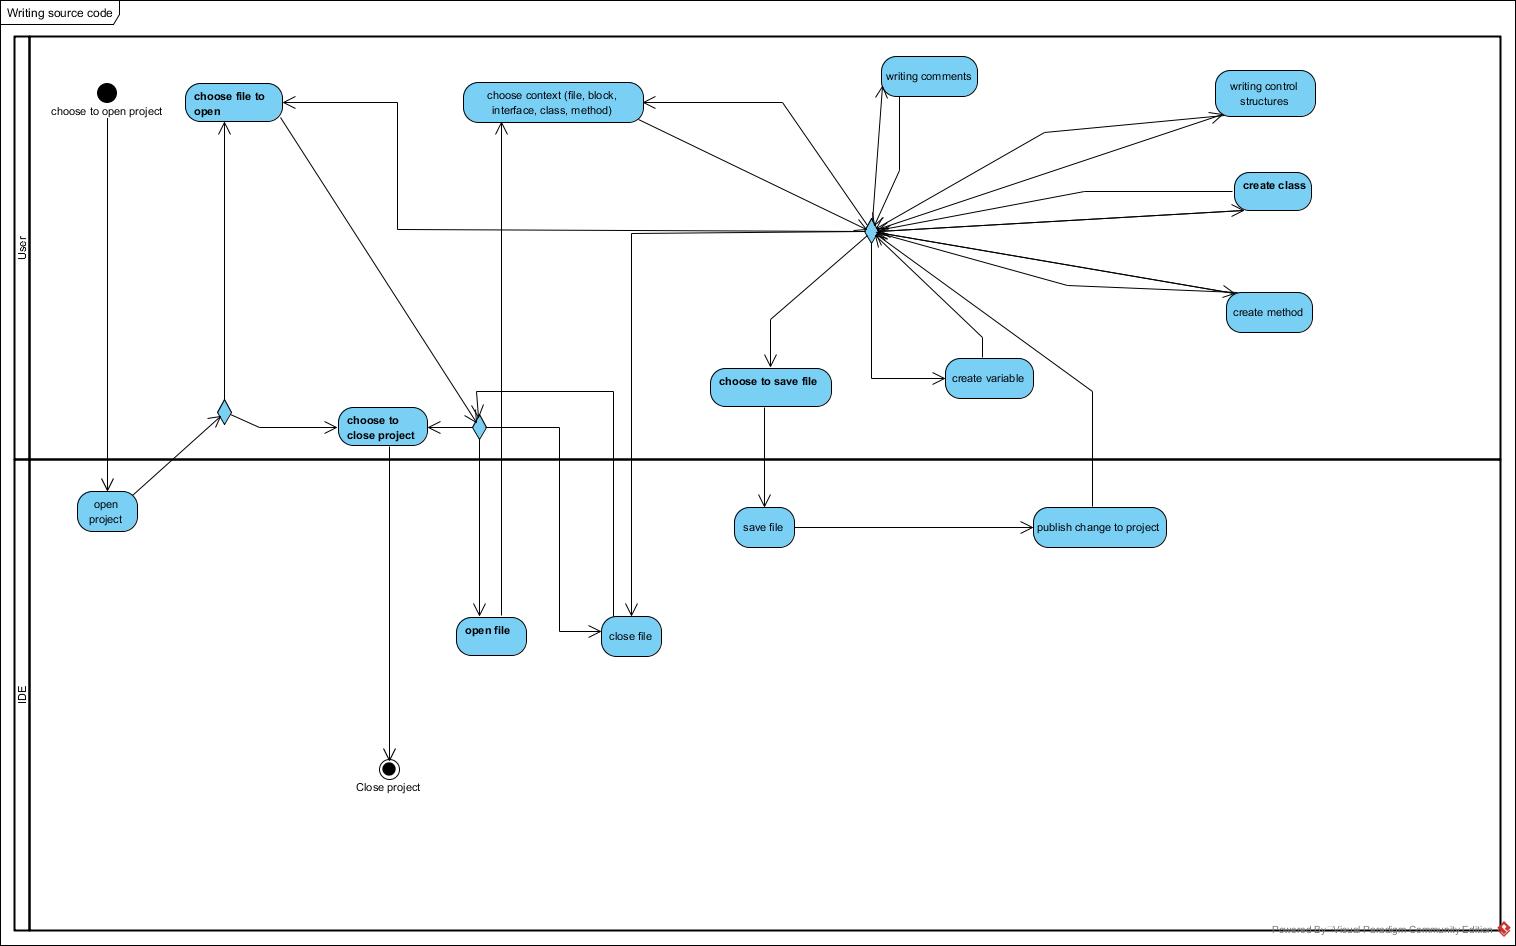 Writing source code
User
choose to open project
choose file to
open
choose context (file, block,
interface, class, method)
writing comments
writing control
structures
create class
create method
create variable
choose to save file
choose to
close project
IDE
open
project
save file
publish change to project
open file
close file
Close project
Powered By: Visual Paradigm Community Edition